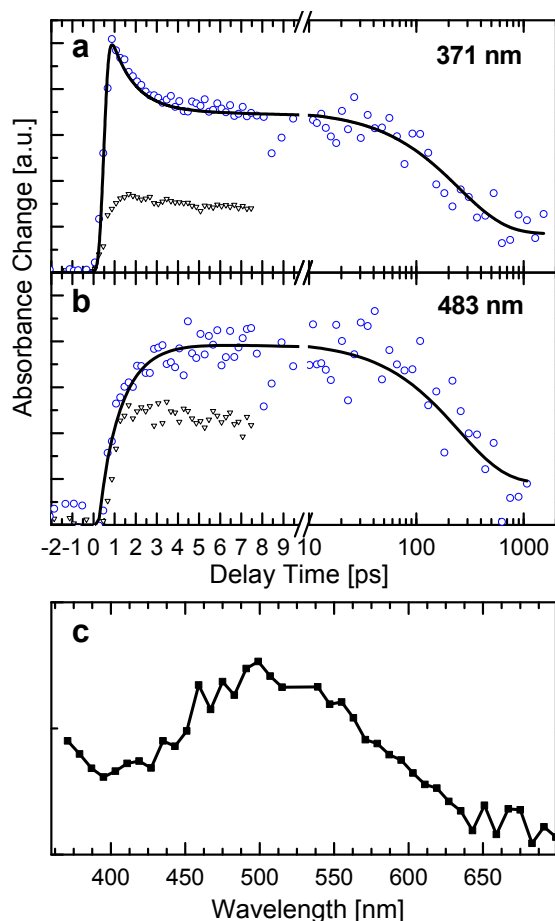 a
371 nm
Absorbance Change [a.u.]
b
483 nm
-2 -1 0 1 2 3 4 5 6 7 8 9 10 100 1000
Delay Time [ps]
c
400 450 500 550 600 650
Wavelength [nm]